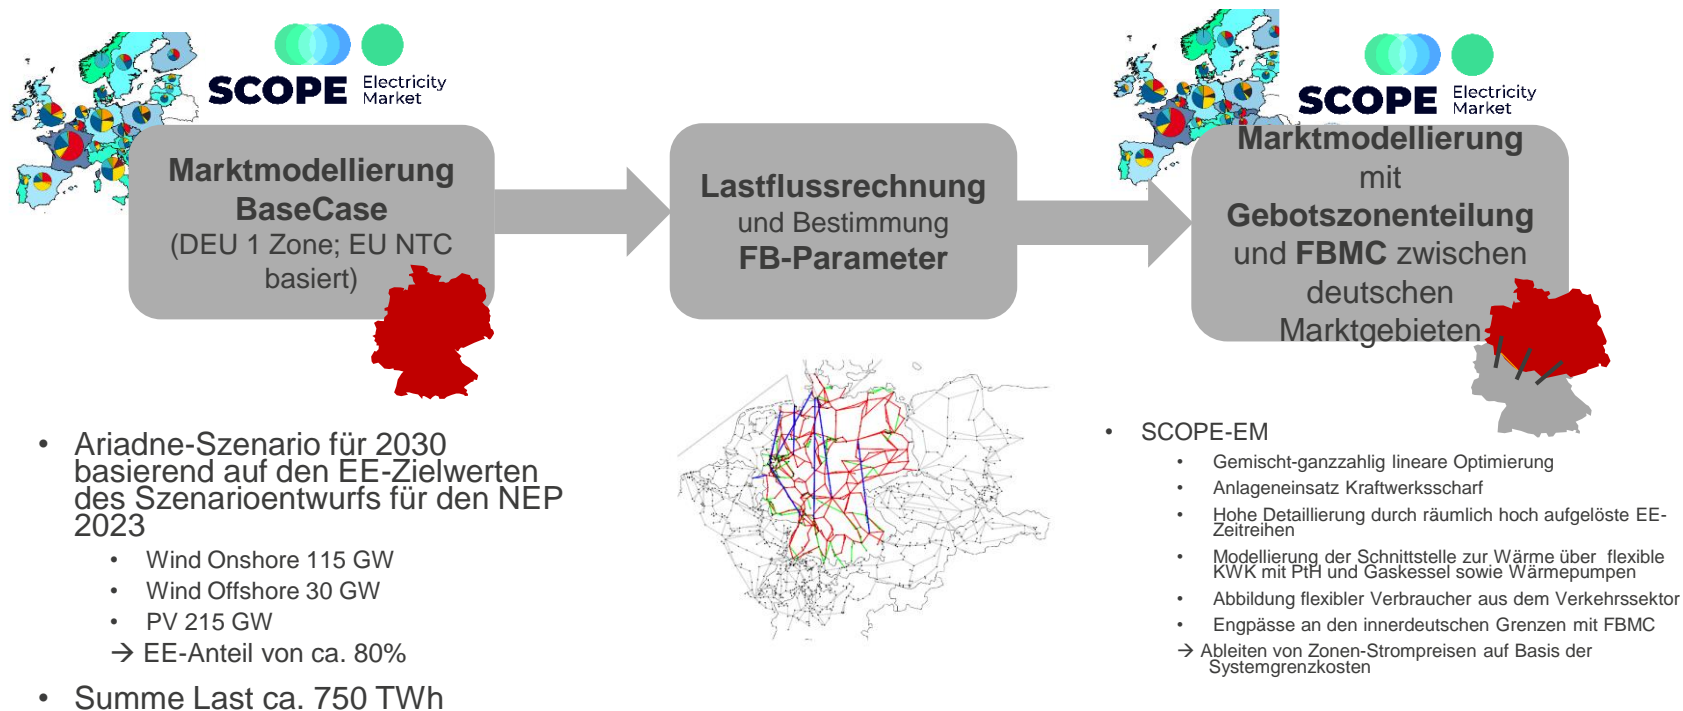 SCOPE Electricity
Market
Marktmodellierung
BaseCase
(DEU 1 Zone; EU NTC
basiert)
• Ariadne-Szenario für 2030
basierend auf den EE-Zielwerten
des Szenarioentwurfs für den NEP
2023
• Wind Onshore 115 GW
• Wind Offshore 30 GW
• PV 215 GW
→ EE-Anteil von ca. 80%
• Summe Last ca. 750 TWh
Lastflussrechnung
und Bestimmung
FB-Parameter
SCOPE Electricity
Market
Marktmodellierung
mit
Gebotszonenteilung
und FBMC zwischen
deutschen
Marktgebieten
• SCOPE-EM
• Gemischt-ganzzahlig lineare Optimierung
• Anlageneinsatz Kraftwerksscharf
• Hohe Detaillierung durch räumlich hoch aufgelöste EE-
Zeitreihen
• Modellierung der Schnittstelle zur Wärme über flexible
KWK mit PtH und Gaskessel sowie Wärmepumpen
• Abbildung flexibler Verbraucher aus dem Verkehrssektor
• Engpässe an den innerdeutschen Grenzen mit FBMC
→ Ableiten von Zonen-Strompreisen auf Basis der
Systemgrenzkosten